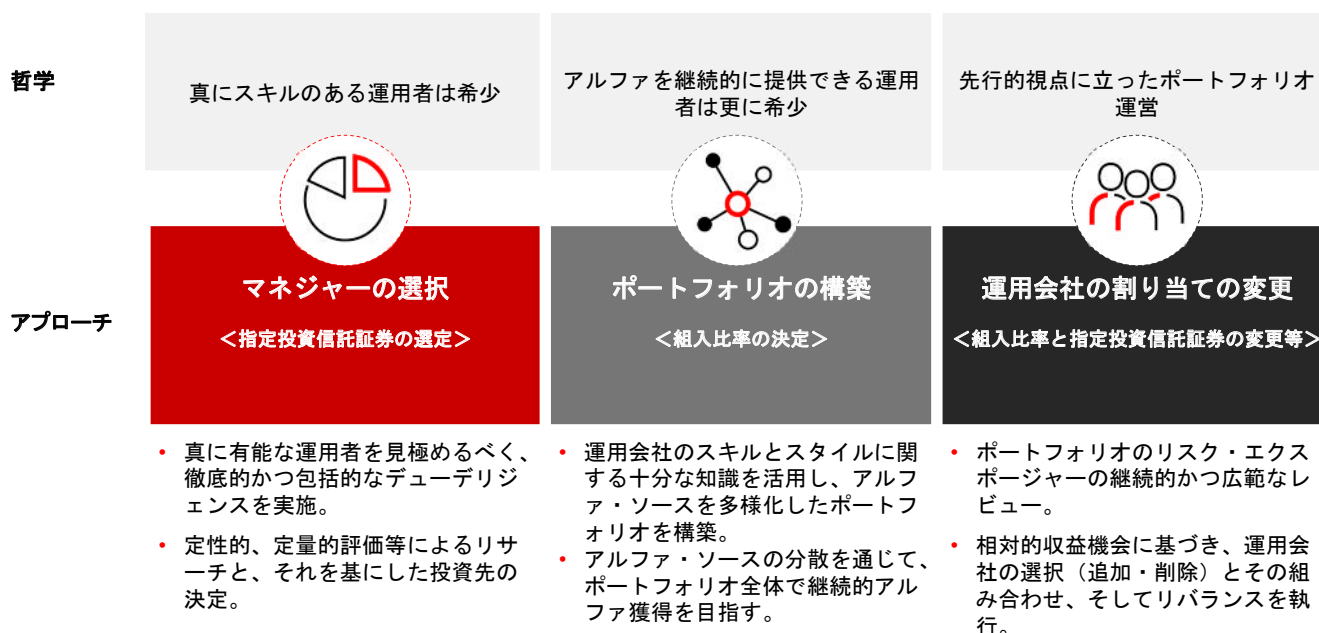 哲学
真にスキルのある運用者は希少
アルファを継続的に提供できる運用
者は更に希少
先行的視点に立ったポートフォリオ
運営
アプローチ
マネジャーの選択
＜指定投資信託証券の選定＞
ポートフォリオの構築
＜組入比率の決定＞
運用会社の割り当ての変更
＜組入比率と指定投資信託証券の変更等＞
• 真に有能な運用者を見極めるべく、
徹底的かつ包括的なデューデリジ
ェンスを実施。
• 定性的、定量的評価等によるリサ
ーチと、それを基にした投資先の
決定。
• 運用会社のスキルとスタイルに関
する十分な知識を活用し、アルフ
ァ・ソースを多様化したポートフ
ォリオを構築。
• アルファ・ソースの分散を通じて、
ポートフォリオ全体で継続的アル
ファ獲得を目指す。
• ポートフォリオのリスク・エクス
ポージャーの継続的かつ広範なレ
ビュー。
• 相対的収益機会に基づき、運用会
社の選択（追加・削除）とその組
み合わせ、そしてリバランスを執
行。